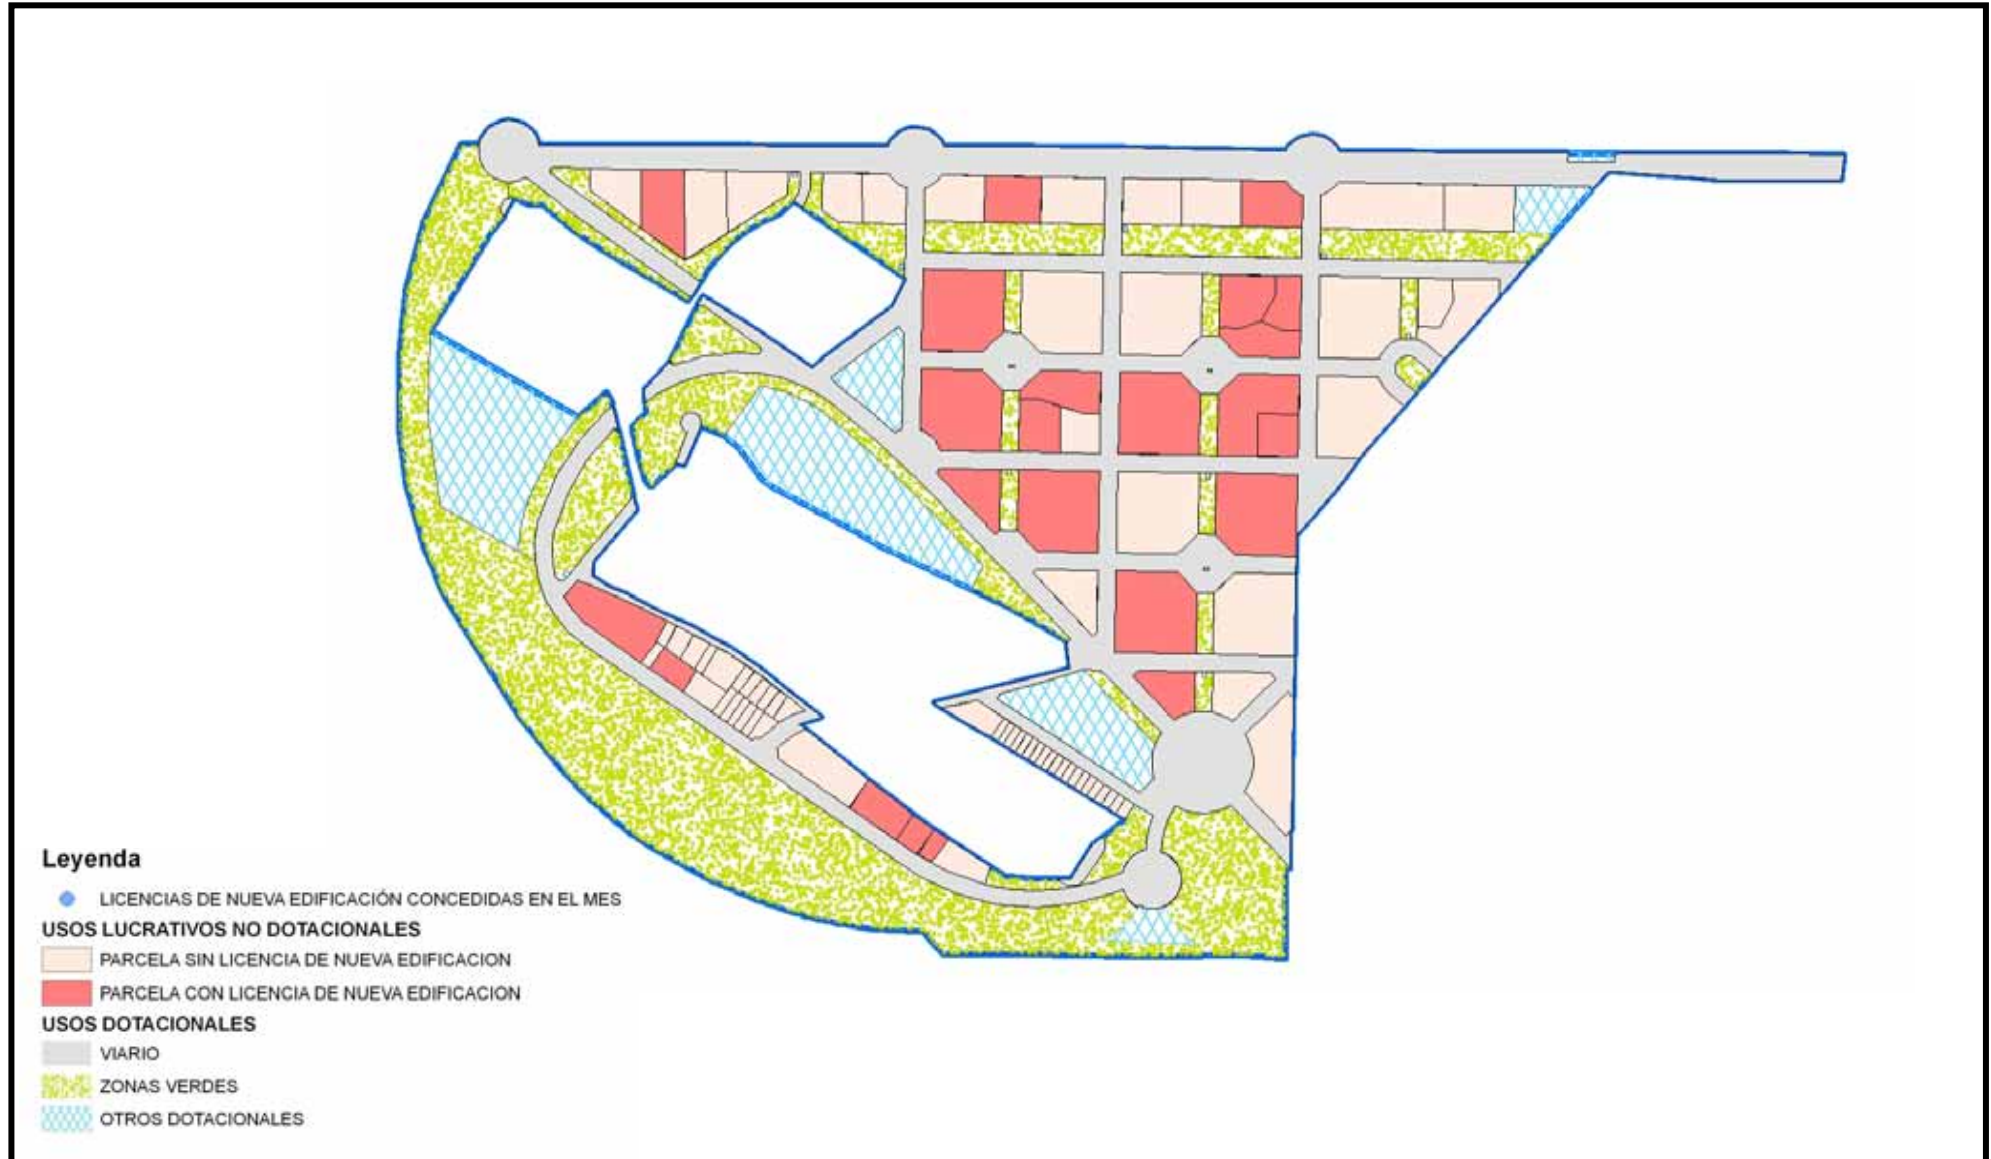 Leyenda
LICENCIAS DE NUEVA EDIFICACIÓN CONCEDIDAS EN EL MES
USOS LUCRATIVOS NO DOTACIONALES
PARCELA SIN LICENCIA DE NUEVA EDIFICACION
PARCELA CON LICENCIA DE NUEVA EDIFICACION
USOS DOTACIONALES
VIARIO
ZONAS VERDES
OTROS DOTACIONALES